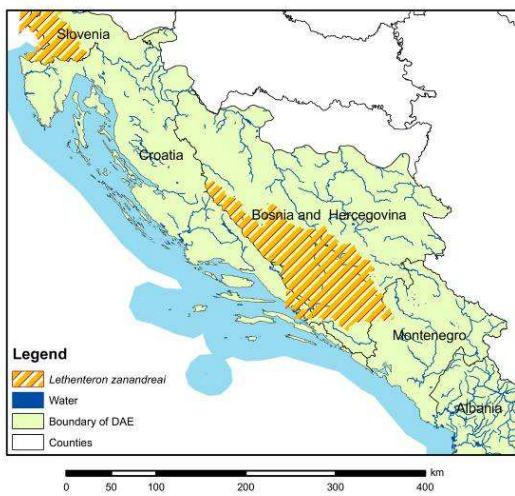 Slovenia
Croatia
Bosnia and Hercegovina
Montenegro
Albania
Legend
Lethenteron zanandreai
Water
Boundary of DAE
Counties
km
0 50 100 200 300 400